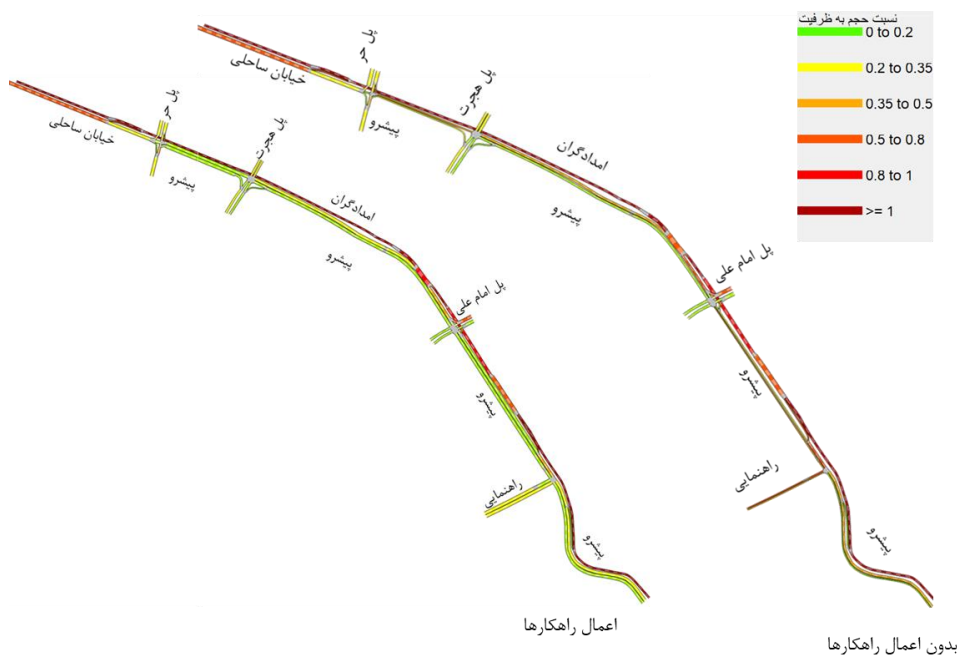 نسبت حجم به ظرفیت
0 to 0.2
0.2 to 0.35
0.35 to 0.5
0.5 to 0.8
0.8 to 1
>= 1
پل حر
خیابان ساحلی
پیشرو
پل هجرت
امدادگران
پیشرو
پل امام علی
پیشرو
راهنمایی
پیشرو
بدون اعمال راهکارها
پل حر
خیابان ساحلی
پیشرو
پل هجرت
امدادگران
پیشرو
پل امام علی
پیشرو
راهنمایی
پیشرو
اعمال راهکارها